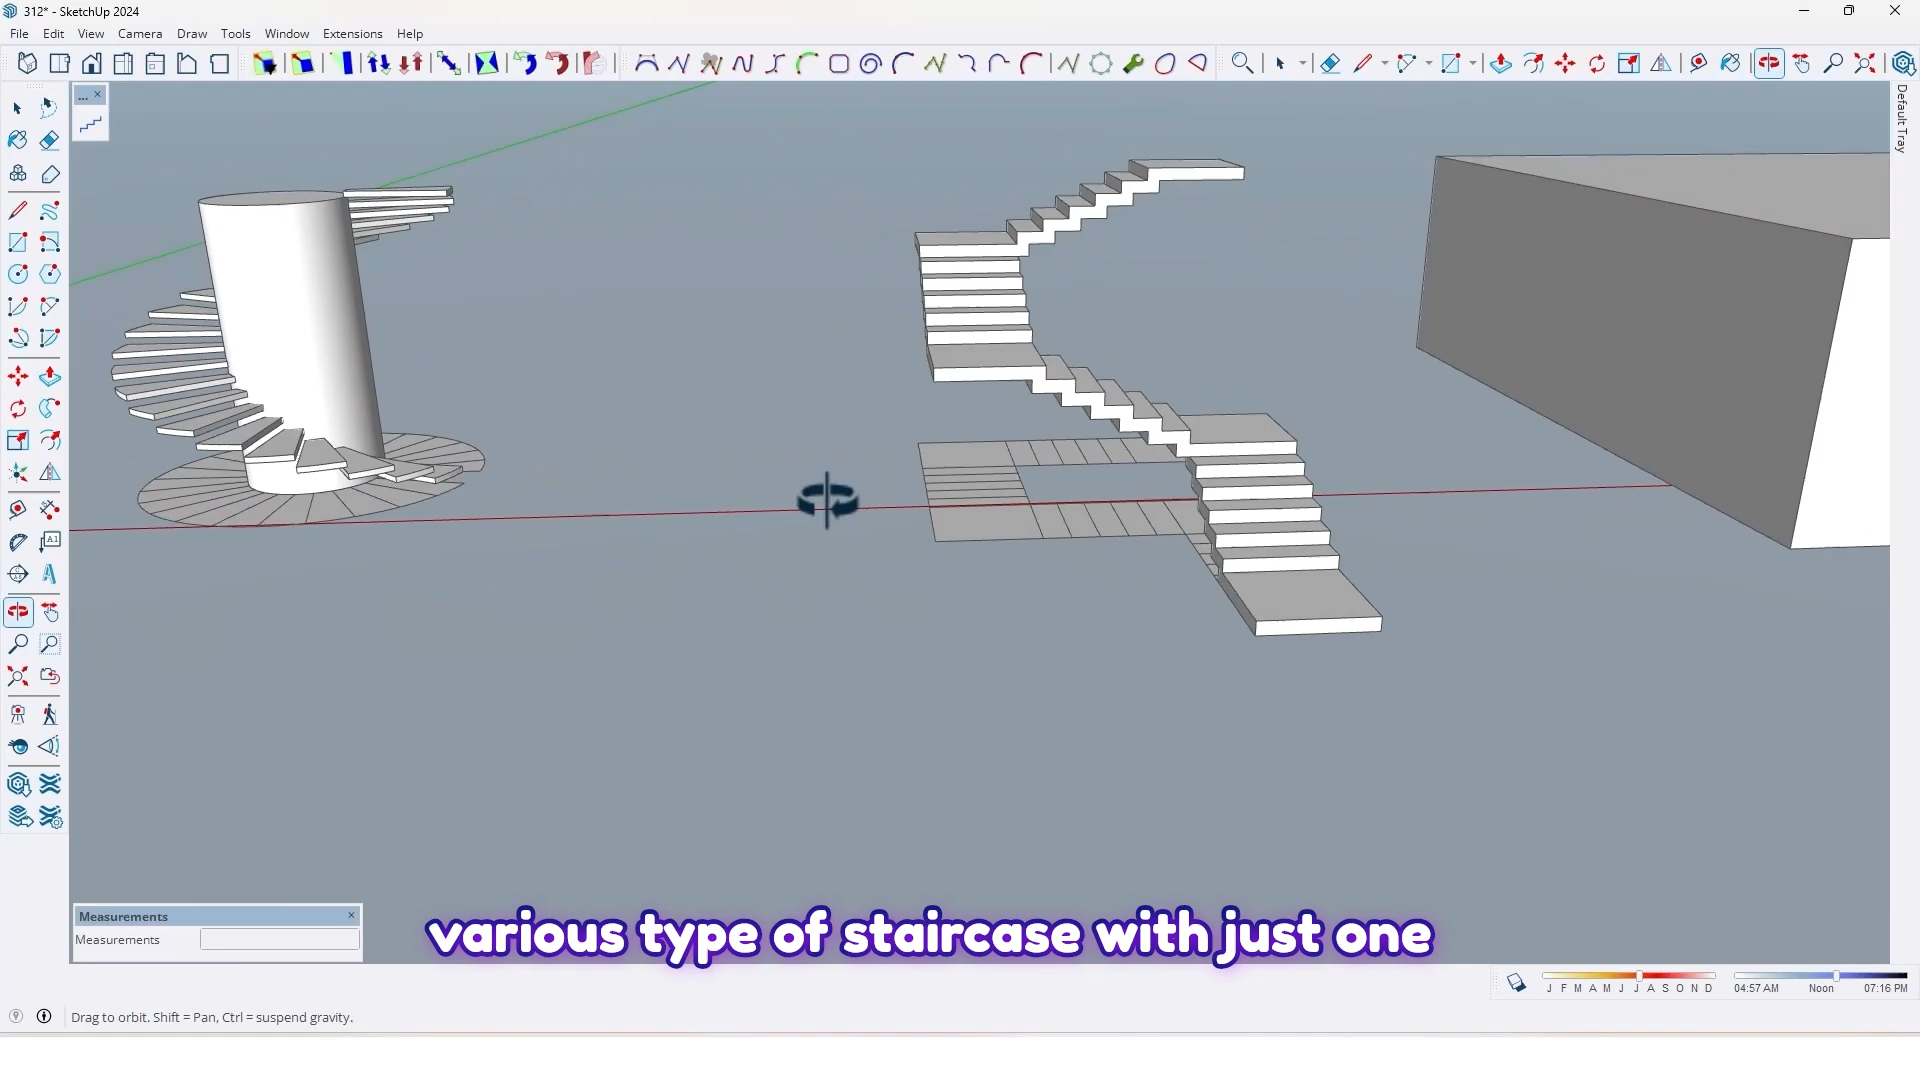 312* - SketchUp 2024
File Edit View Camera Draw Tools Window Extensions Help
...
Default Tray
A1
A
Measurements
Measurements
various type of staircase with just one
J F M A M J J A S O N D
04:57 AM Noon 07:16 PM
Drag to orbit. Shift = Pan, Ctrl = suspend gravity.